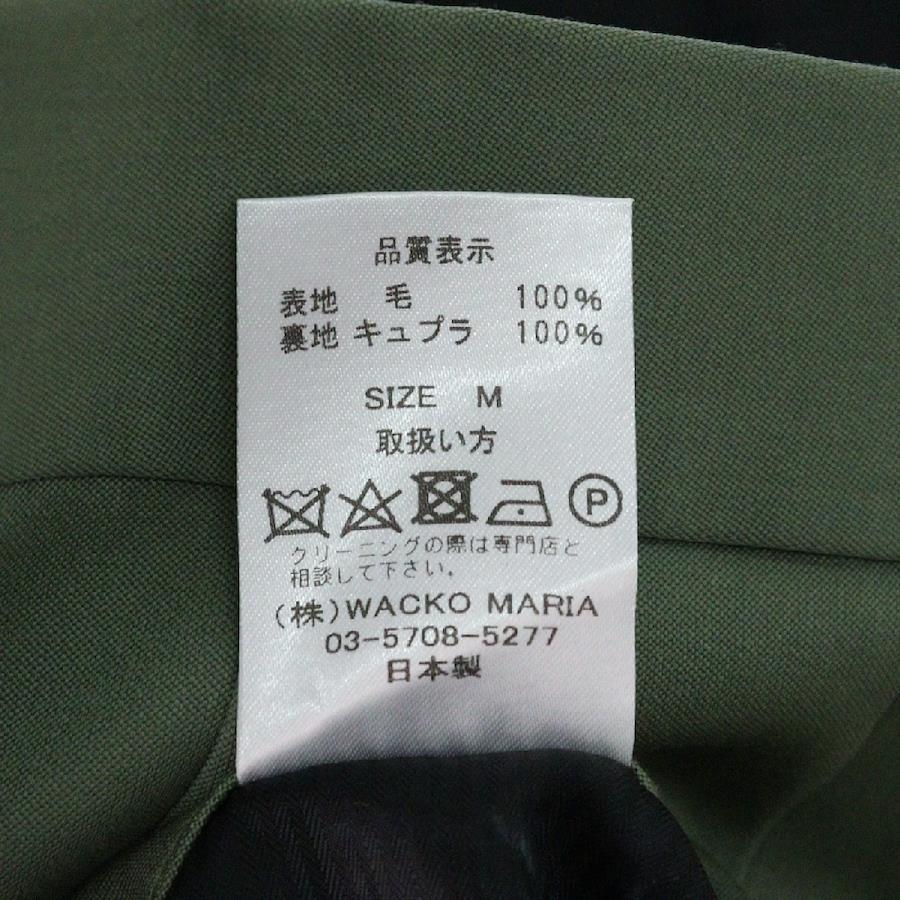 品質表示
表地 毛 100%
裏地 キュプラ 100%
SIZE M
取扱い方
P
クリーニングの際は専門店と
相談して下さい。
(株)WACKO MARIA
03-5708-5277
日本製